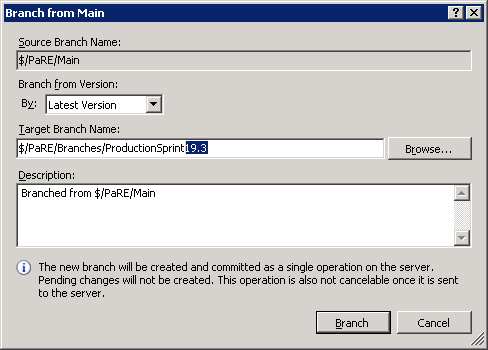 Branch from Main
Source Branch Name:
$/PaRE/Main
Branch from Version:
By: Latest Version
Target Branch Name:
$/PaRE/Branches/ProductionSprint19.3
Browse...
Description:
Branched from $/PaRE/Main
The new branch will be created and committed as a single operation on the server.
Pending changes will not be created. This operation is also not cancelable once it is sent
to the server.
Branch Cancel